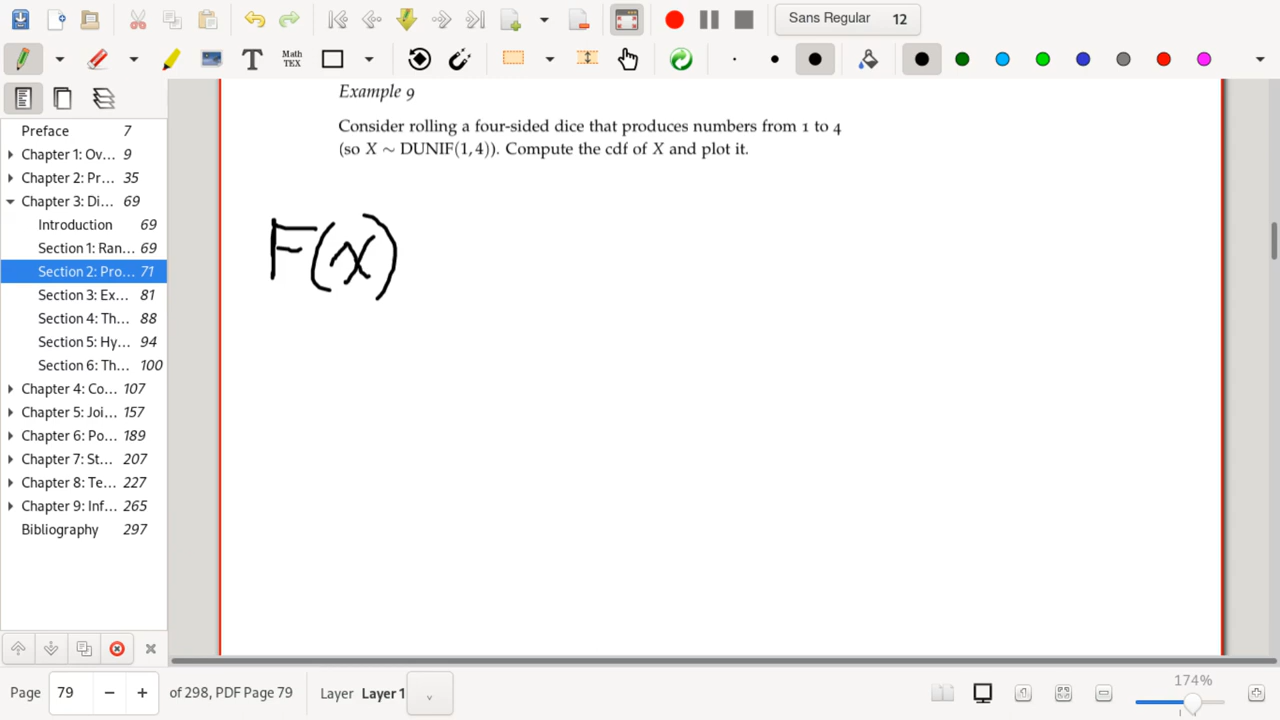 Sans Regular 12
Math
TEX
Preface 7
Chapter 1: Ov... 9
Chapter 2: Pr... 35
Chapter 3: Di... 69
Introduction 69
Section 1: Ran... 69
Section 2: Pro... 71
Section 3: Ex... 81
Section 4: Th... 88
Section 5: Hy... 94
Section 6: Th... 100
Chapter 4: Co... 107
Chapter 5: Joi... 157
Chapter 6: Po... 189
Chapter 7: St... 207
Chapter 8: Te... 227
Chapter 9: Inf... 265
Bibliography 297
Example 9
Consider rolling a four-sided dice that produces numbers from 1 to 4
(so X ∼ DUNIF(1, 4)). Compute the cdf of X and plot it.
F(x)
Page 79 of 298, PDF Page 79 Layer Layer 1 174%